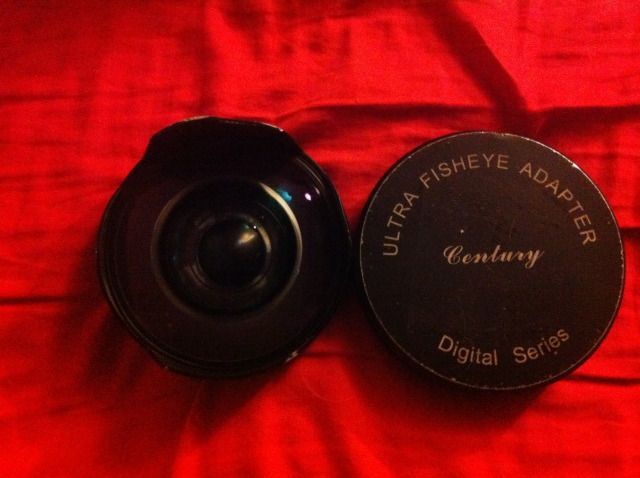 ULTRA FISHEYE ADAPTER
Century
Digital Series